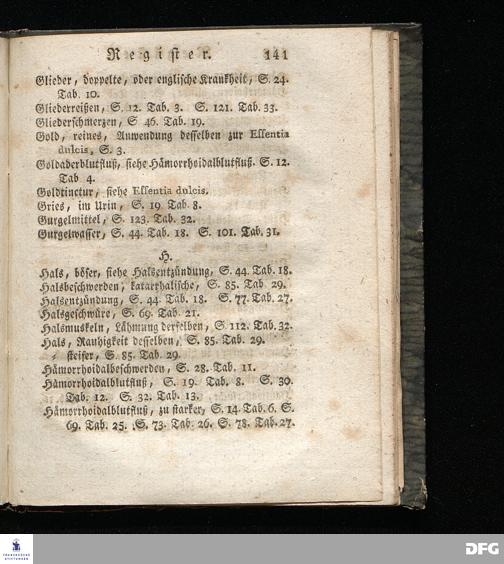 Register. 141
Glieder, doppelte, oder englische Krankheit, S. 24.
Tab. 10.
Gliederreißen, S. 12. Tab. 3. S. 121. Tab. 33.
Gliederschmerzen, S 46. Tab. 19.
Gold, reines, Anwendung desselben zur Essentia
dulcis, S. 3.
Goldaderblutfluß, siehe Hämorrhoidalblutfluß. S. 12.
Tab 4.
Goldtinctur, siehe Essentia dulcis.
Gries, im Urin, S. 19 Tab. 8.
Gurgelmittel, S. 123. Tab. 32.
Gurgelwasser, S. 44. Tab. 18. S. 101. Tab. 31.
H.
Hals, böser, siehe Halsentzündung, S. 44. Tab. 18.
Halsbeschwerden, katarrhalische, S. 85. Tab. 29.
Halsentzündung, S. 44. Tab. 18. S. 77. Tab. 27.
Halsgeschwüre, S. 69. Tab. 21.
Halsmuskeln, Lähmung derselben, S. 112. Tab. 32.
Hals, Rauhigkeit desselben, S. 85. Tab. 29.
- steifer, S. 85. Tab. 29.
Hämorrhoidalbeschwerden, S. 28. Tab. 11.
Hämorrhoidalblutfluß, S. 19. Tab. 8. S. 30.
Tab. 12. S. 32. Tab. 13.
Hämorrhoidalblutfluß, zu starker, S. 14. Tab. 6. S.
69. Tab. 25. S. 73. Tab. 26. S. 78. Tab. 27.
DFG